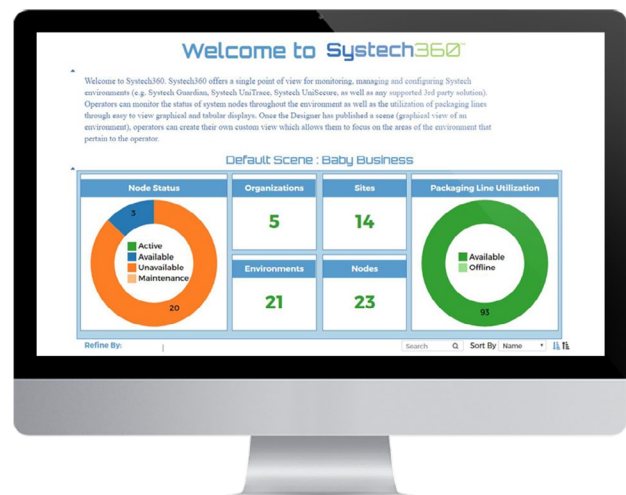 Welcome to Systech360™
Welcome to Systech360. Systech360 offers a single point of view for monitoring, managing and configuring Systech
environments (e.g. Systech Guardian, Systech UniTrace, Systech UniSecure, as well as any supported 3rd party solution).
Operators can monitor the status of system nodes throughout the environment as well as the utilization of packaging lines
through easy to view graphical and tabular displays. Once the Designer has published a scene (graphical view of an
environment), operators can create their own custom view which allows them to focus on the areas of the environment that
pertain to the operator.
Default Scene : Baby Business
Node Status
3
Active
Available
Unavailable
Maintenance
20
Organizations
5
Sites
14
Environments
21
Nodes
23
Packaging Line Utilization
Available
Offline
93
Refine By:
Search
Sort By Name